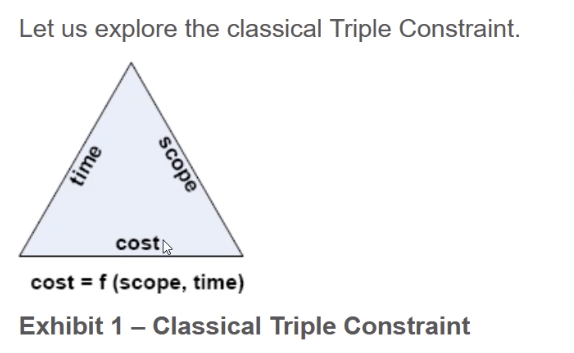 Let us explore the classical Triple Constraint.
time
scope
cost
cost = f (scope, time)
Exhibit 1 – Classical Triple Constraint